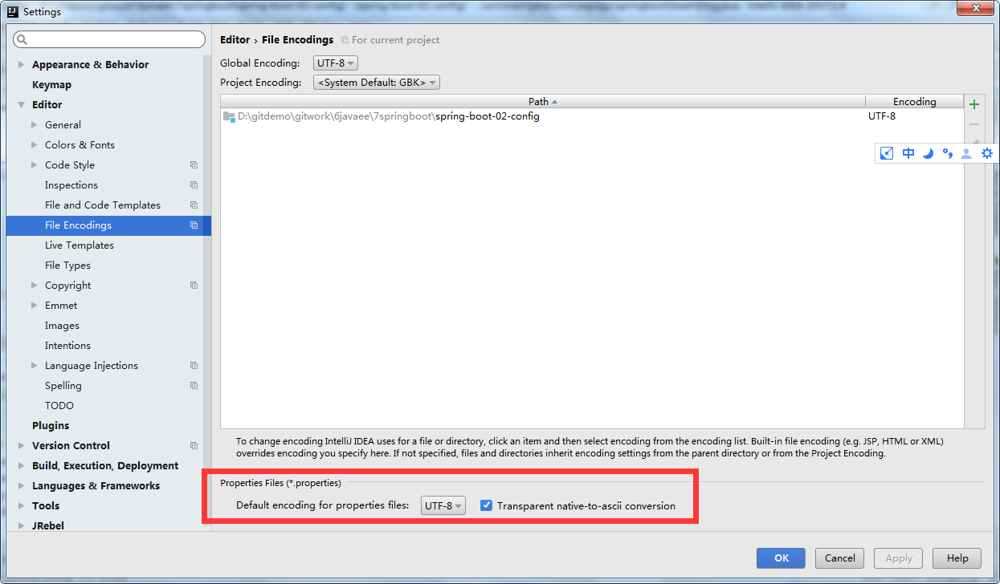 Settings
Appearance & Behavior
Keymap
Editor
General
Colors & Fonts
Code Style
Inspections
File and Code Templates
File Encodings
Live Templates
File Types
Copyright
Emmet
Images
Intentions
Language Injections
Spelling
TODO
Plugins
Version Control
Build, Execution, Deployment
Languages & Frameworks
Tools
JRebel
Editor › File Encodings For current project
Global Encoding: UTF-8
Project Encoding: <System Default: GBK>
Path Encoding
D:\gitdemo\gitwork\6javaee\7springboot\spring-boot-02-config UTF-8
中
To change encoding IntelliJ IDEA uses for a file or directory, click an item and then select encoding from the encoding list. Built-in file encoding (e.g. JSP, HTML or XML)
overrides encoding you specify here. If not specified, files and directories inherit encoding settings from the parent directory or from the Project Encoding.
Properties Files (*.properties)
Default encoding for properties files: UTF-8 Transparent native-to-ascii conversion
OK Cancel Apply Help